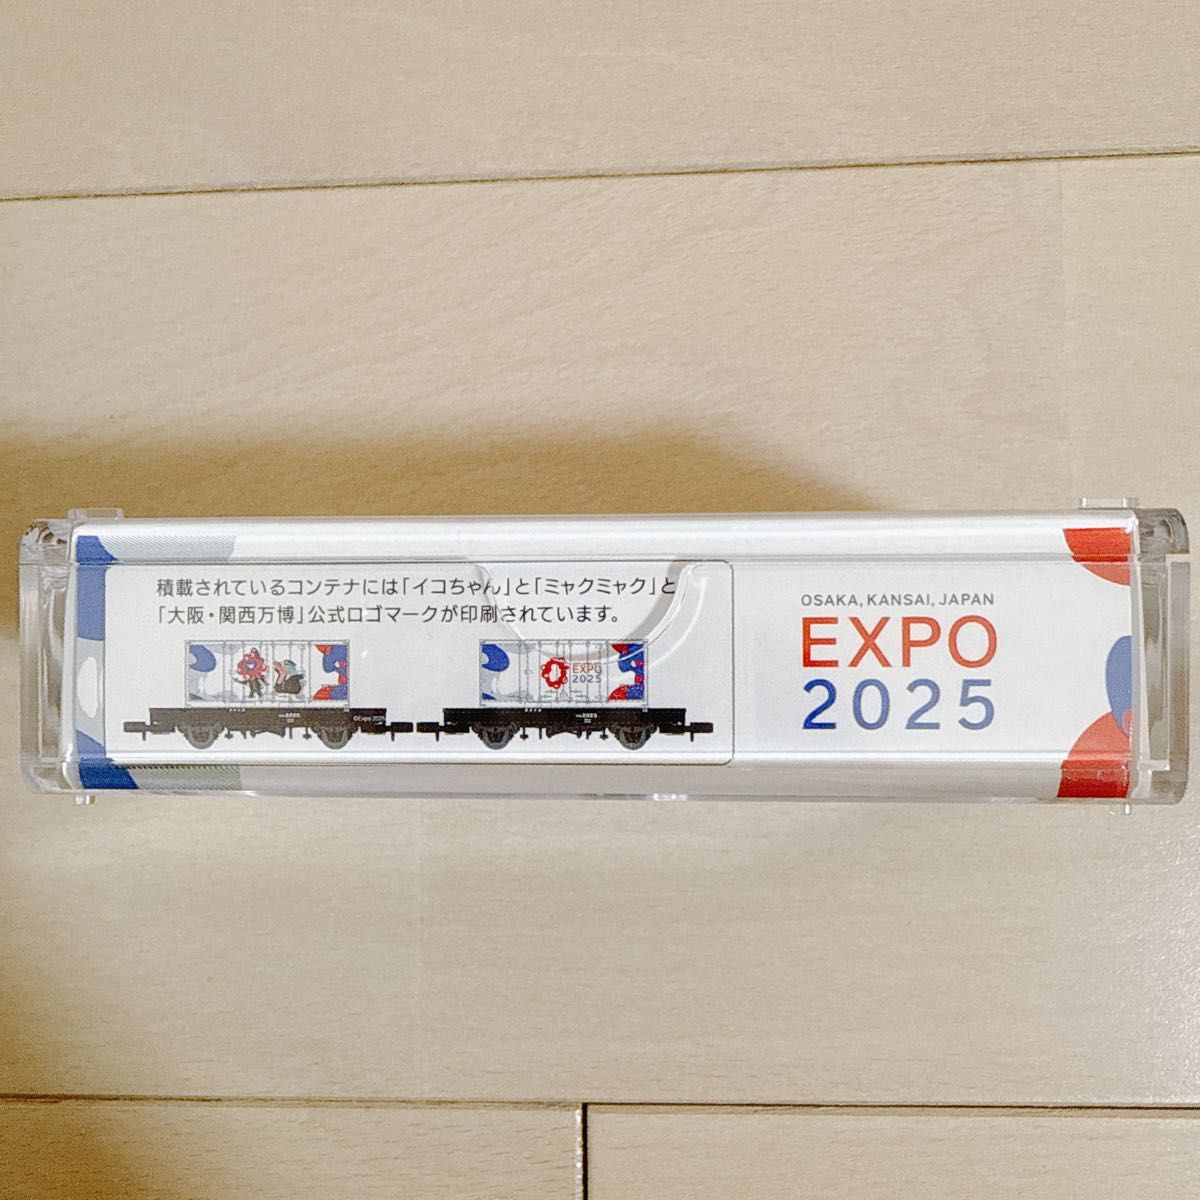 積載されているコンテナには「イコちゃん」と「ミャクミャク」と
「大阪・関西万博」公式ロゴマークが印刷されています。
EXPO
2025
©Expo 2025
OSAKA, KANSAI, JAPAN
EXPO
2025